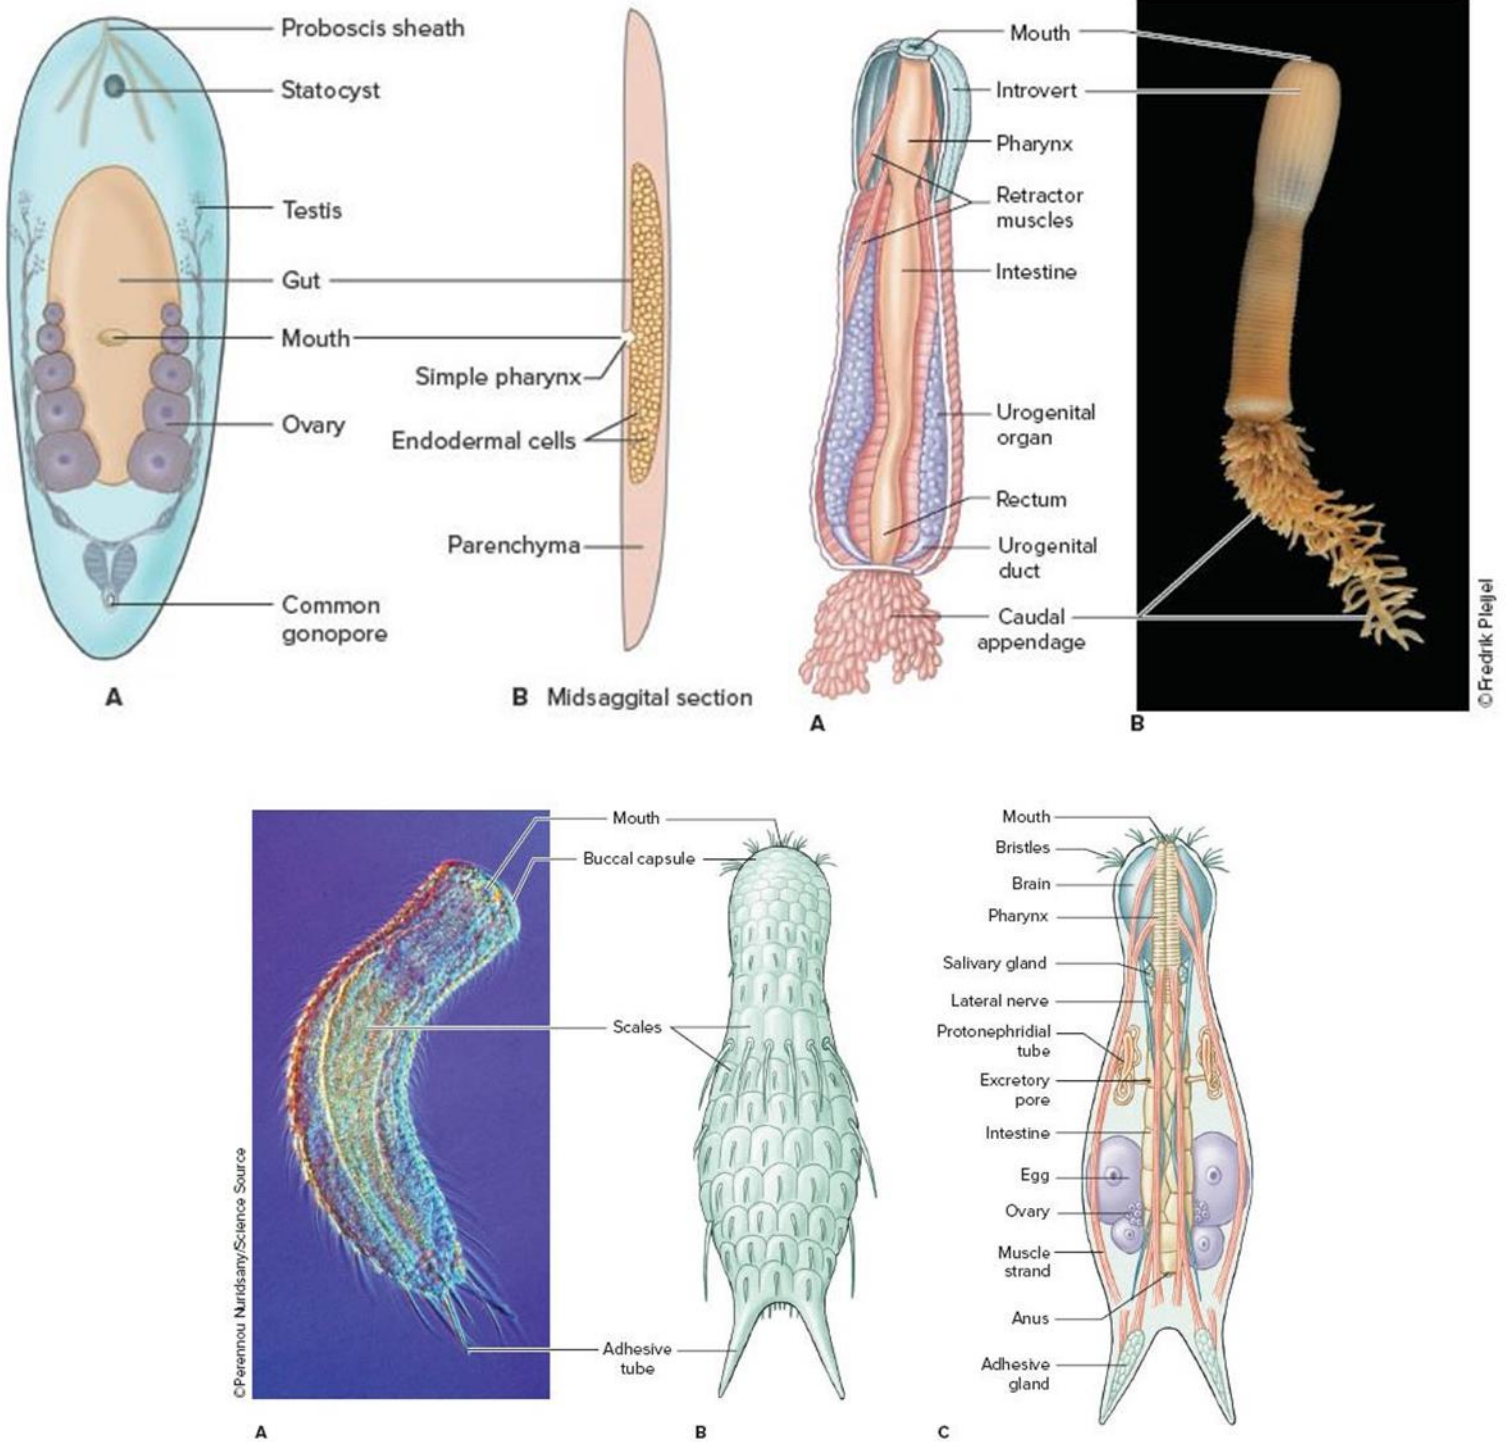 Proboscis sheath
Statocyst
Testis
Gut
Mouth
Simple pharynx
Endodermal cells
Ovary
Parenchyma
Common
gonopore
A
B Midsaggital section
Mouth
Introvert
Pharynx
Retractor
muscles
Intestine
Urogenital
organ
Rectum
Urogenital
duct
Caudal
appendage
©Fredrik Pleijel
A
B
Mouth
Buccal capsule
Scales
Adhesive
tube
©Perennou Nuridsany/Science Source
Mouth
Bristles
Brain
Pharynx
Salivary gland
Lateral nerve
Protonephridial
tube
Excretory
pore
Intestine
Egg
Ovary
Muscle
strand
Anus
Adhesive
gland
A
B
C